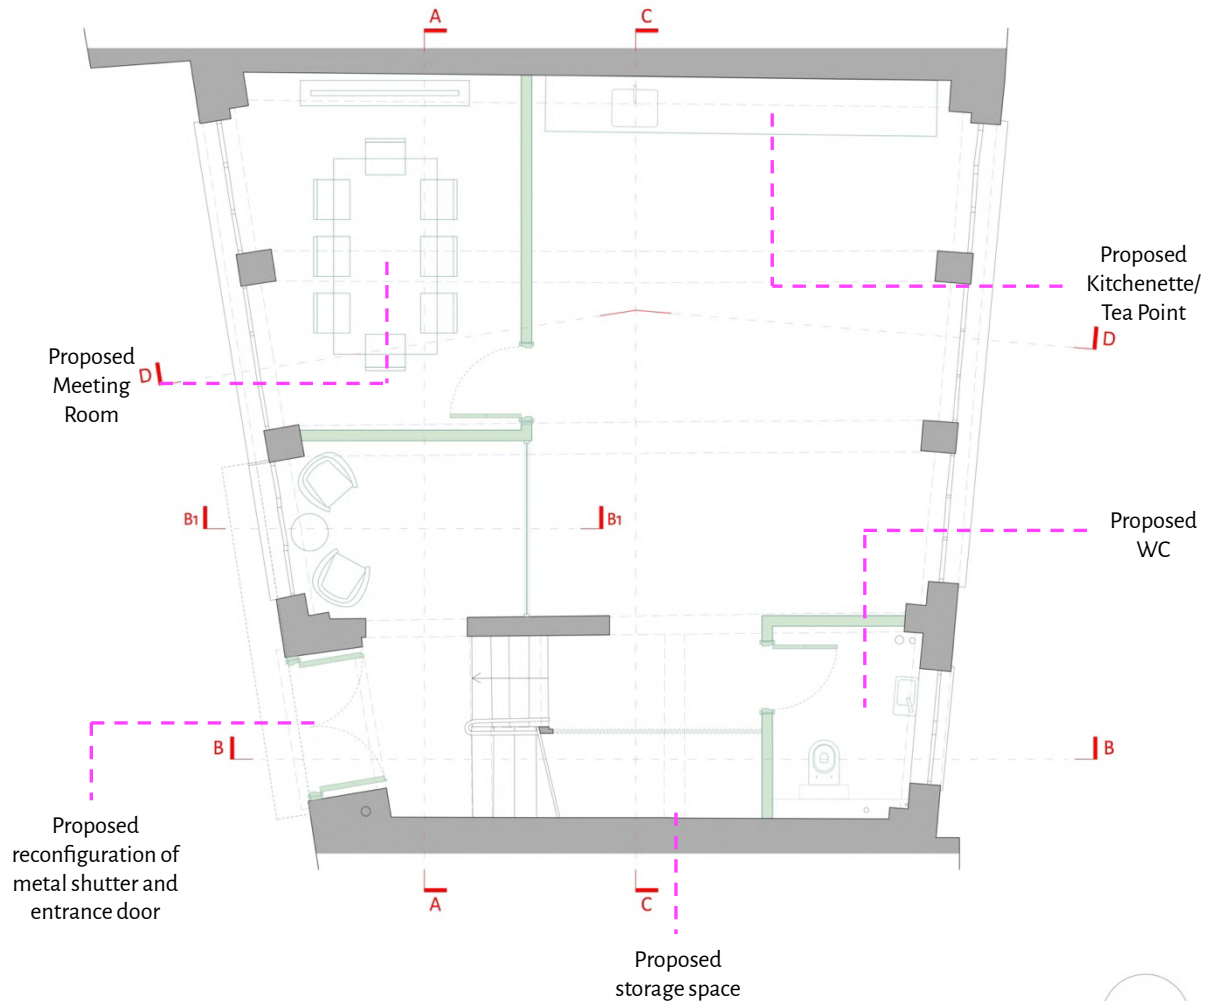 A
C
Proposed
Kitchenette/
Tea Point
D
Proposed
Meeting
Room
D
B1
B1
Proposed
WC
B
B
Proposed
reconfiguration of
metal shutter and
entrance door
A
C
Proposed
storage space